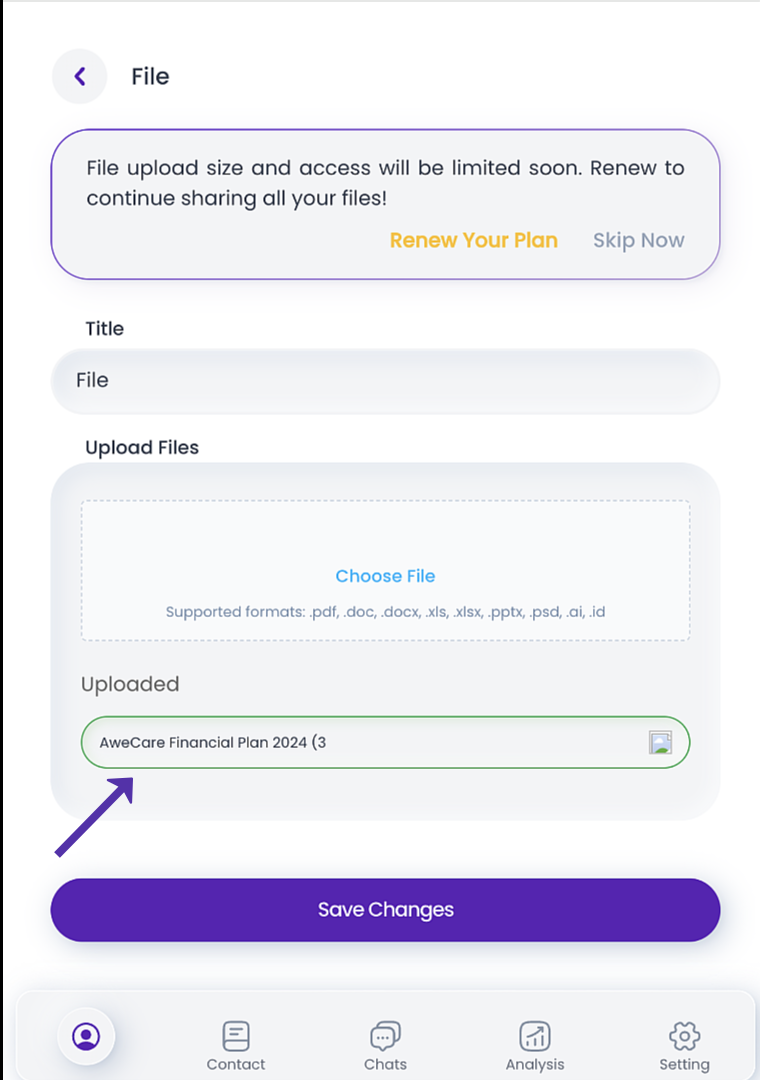 File
File upload size and access will be limited soon. Renew to
continue sharing all your files!
Renew Your Plan Skip Now
Title
File
Upload Files
Choose File
Supported formats: .pdf, .doc, .docx, .xls, .xlsx, .pptx, .psd, .ai, .id
Uploaded
AweCare Financial Plan 2024 (3
Save Changes
Contact Chats Analysis Setting